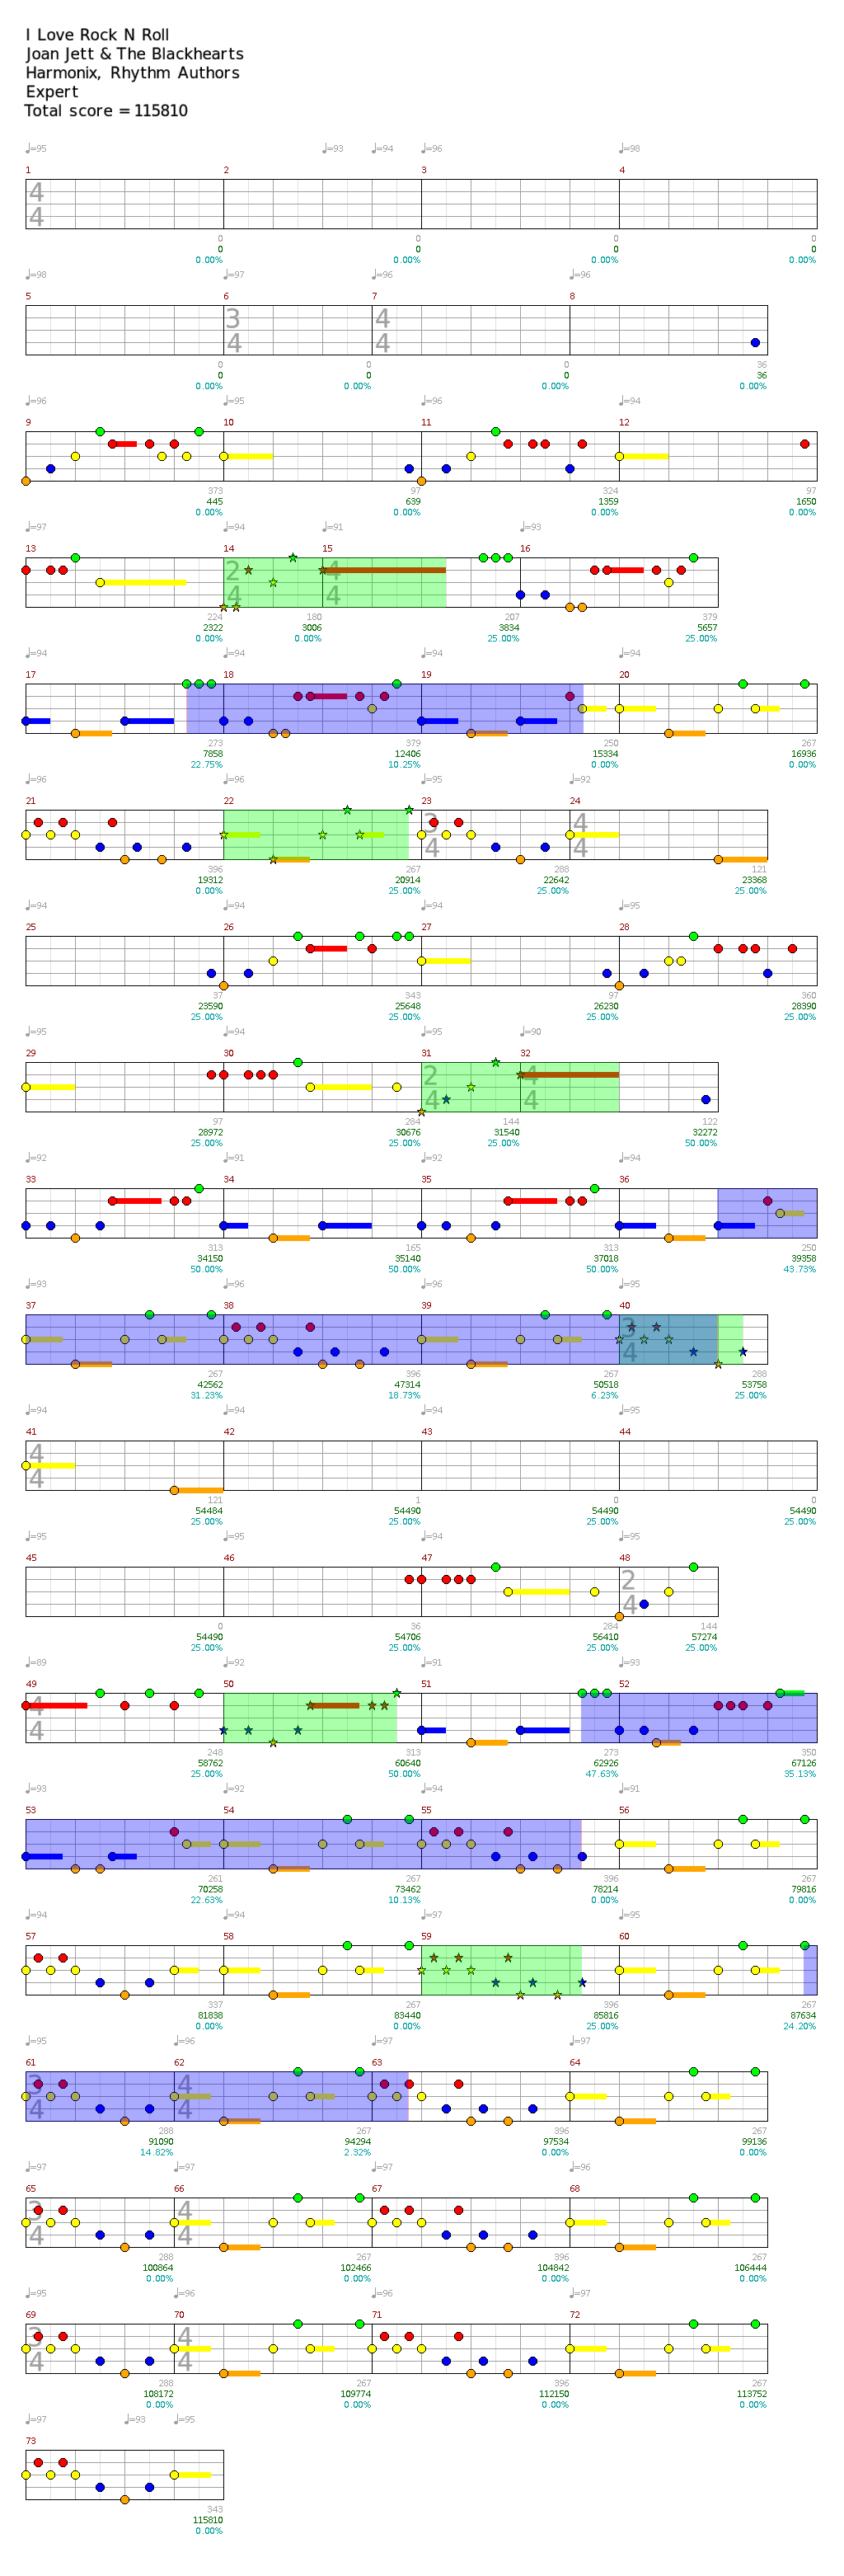 I Love Rock N Roll
Joan Jett & The Blackhearts
Harmonix, Rhythm Authors
Expert
Total score = 115810
♩=95 ♩=93 ♩=94 ♩=96 ♩=98
1 2 3 4
4
4
0 0 0 0
0 0 0 0
0.00% 0.00% 0.00% 0.00%
♩=98 ♩=97 ♩=96 ♩=96
5 6 7 8
3 4
4 4
0 0 0 36
0 0 0 36
0.00% 0.00% 0.00% 0.00%
♩=96 ♩=95 ♩=96 ♩=94
9 10 11 12
373 97 324 97
445 639 1359 1650
0.00% 0.00% 0.00% 0.00%
♩=97 ♩=94 ♩=91 ♩=93
13 14 15 16
2 4
4 4
224 180 207 379
2322 3006 3834 5657
0.00% 0.00% 25.00% 25.00%
♩=94 ♩=94 ♩=94 ♩=94
17 18 19 20
273 379 250 267
7858 12406 15334 16936
22.75% 10.25% 0.00% 0.00%
♩=96 ♩=96 ♩=95 ♩=92
21 22 23 24
3 4
4 4
396 267 288 121
19312 20914 22642 23368
0.00% 25.00% 25.00% 25.00%
♩=94 ♩=94 ♩=94 ♩=95
25 26 27 28
37 343 97 360
23590 25648 26230 28390
25.00% 25.00% 25.00% 25.00%
♩=95 ♩=94 ♩=95 ♩=90
29 30 31 32
2 4
4 4
97 284 144 122
28972 30676 31540 32272
25.00% 25.00% 25.00% 50.00%
♩=92 ♩=91 ♩=92 ♩=94
33 34 35 36
313 165 313 250
34150 35140 37018 39358
50.00% 50.00% 50.00% 43.73%
♩=93 ♩=96 ♩=96 ♩=95
37 38 39 40
3
4
267 396 267 288
42562 47314 50518 53758
31.23% 18.73% 6.23% 25.00%
♩=94 ♩=94 ♩=94 ♩=95
41 42 43 44
4
4
121 1 0 0
54484 54490 54490 54490
25.00% 25.00% 25.00% 25.00%
♩=95 ♩=95 ♩=94 ♩=95
45 46 47 48
2
4
0 36 284 144
54490 54706 56410 57274
25.00% 25.00% 25.00% 25.00%
♩=89 ♩=92 ♩=91 ♩=93
49 50 51 52
4
4
248 313 273 350
58762 60640 62926 67126
25.00% 50.00% 47.63% 35.13%
♩=93 ♩=92 ♩=94 ♩=91
53 54 55 56
261 267 396 267
70258 73462 78214 79816
22.63% 10.13% 0.00% 0.00%
♩=94 ♩=94 ♩=97 ♩=95
57 58 59 60
337 267 396 267
81838 83440 85816 87634
0.00% 0.00% 25.00% 24.20%
♩=95 ♩=96 ♩=97 ♩=97
61 62 63 64
3 4
4 4
288 267 396 267
91090 94294 97534 99136
14.82% 2.32% 0.00% 0.00%
♩=97 ♩=97 ♩=97 ♩=96
65 66 67 68
3 4
4 4
288 267 396 267
100864 102466 104842 106444
0.00% 0.00% 0.00% 0.00%
♩=95 ♩=96 ♩=96 ♩=97
69 70 71 72
3 4
4 4
288 267 396 267
108172 109774 112150 113752
0.00% 0.00% 0.00% 0.00%
♩=97 ♩=93 ♩=95
73
343
115810
0.00%